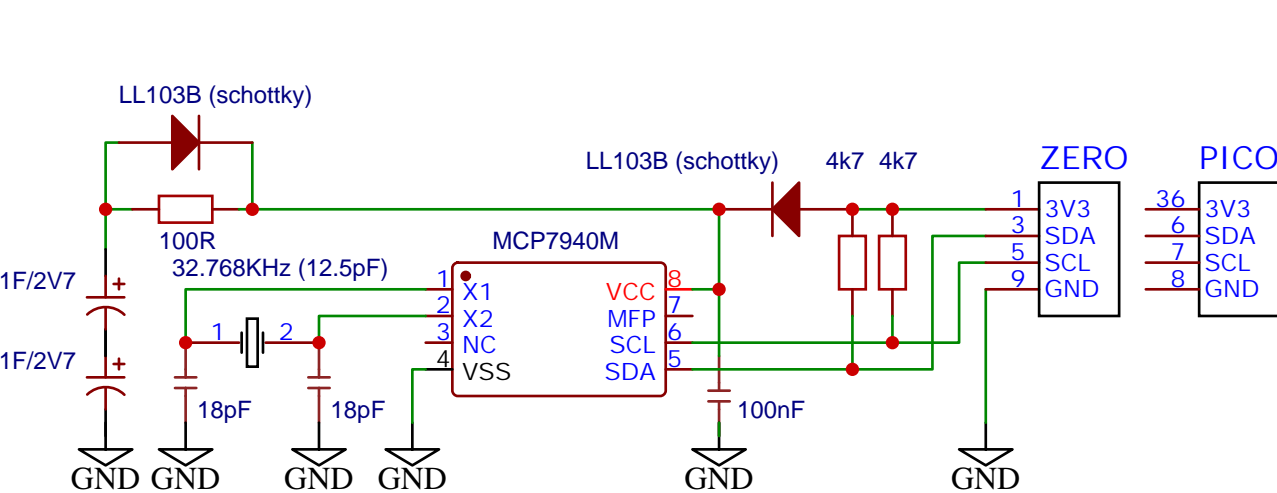 LL103B (schottky)
LL103B (schottky)
4k7 4k7
ZERO
PICO
100R
32.768KHz (12.5pF)
MCP7940M
1F/2V7
1F/2V7
1 X1
2 X2
3 NC
4 VSS
VCC 8
MFP 7
SCL 6
SDA 5
1 2
18pF
18pF
100nF
1 3V3
3 SDA
5 SCL
9 GND
36 3V3
6 SDA
7 SCL
8 GND
+
+
GND GND GND GND GND GND